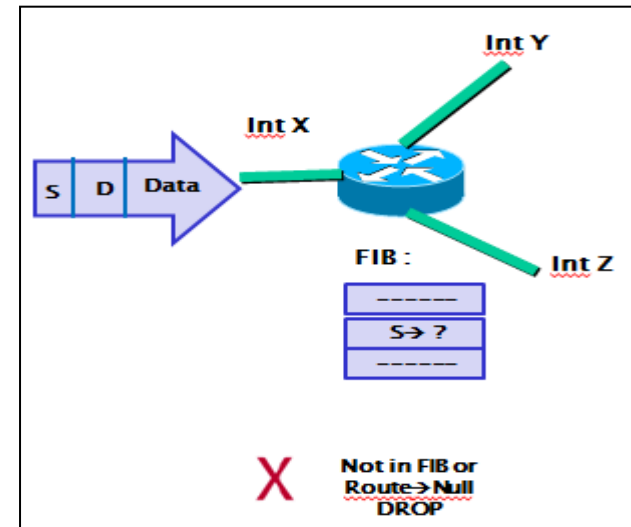 Int Y
Int X
S D Data
FIB :
Int Z
------
S→ ?
------
X
Not in FIB or
Route→Null
DROP